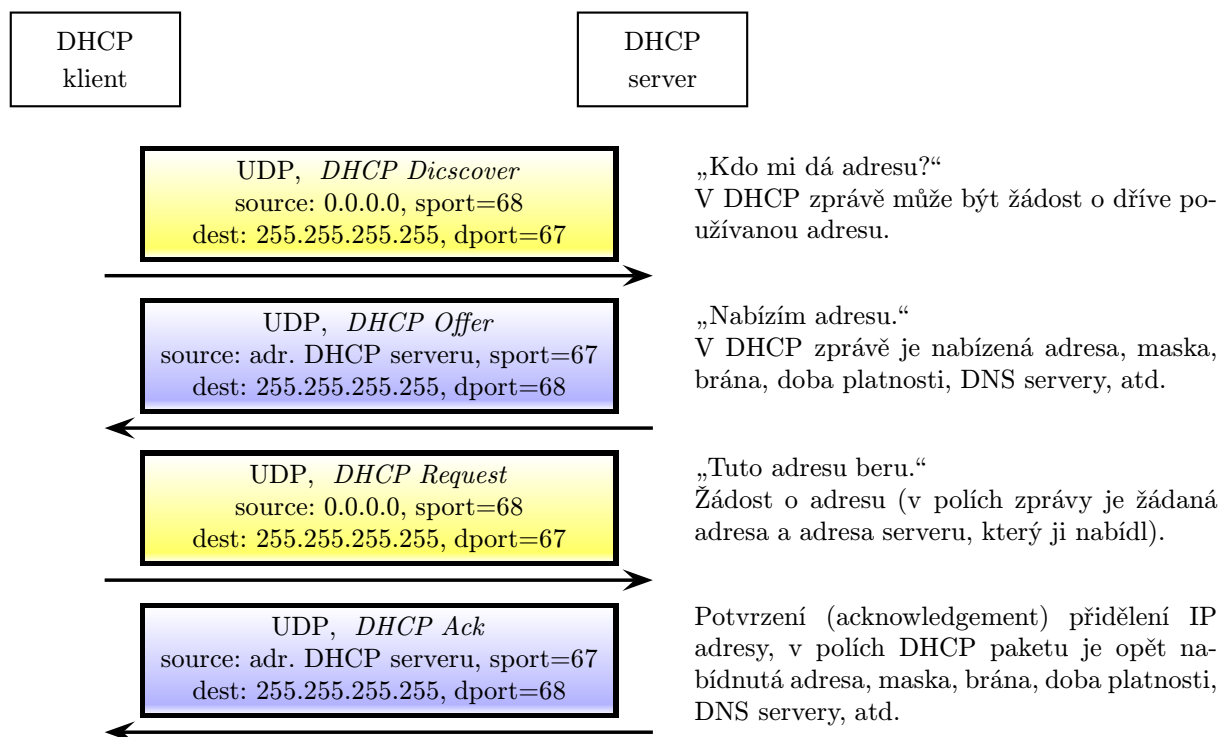 DHCP
klient
DHCP
server
UDP, DHCP Dicscover
source: 0.0.0.0, sport=68
dest: 255.255.255.255, dport=67
„Kdo mi dá adresu?“
V DHCP zprávě může být žádost o dříve po-
užívanou adresu.
UDP, DHCP Offer
source: adr. DHCP serveru, sport=67
dest: 255.255.255.255, dport=68
„Nabízím adresu.“
V DHCP zprávě je nabízená adresa, maska,
brána, doba platnosti, DNS servery, atd.
UDP, DHCP Request
source: 0.0.0.0, sport=68
dest: 255.255.255.255, dport=67
„Tuto adresu beru.“
Žádost o adresu (v polích zprávy je žádaná
adresa a adresa serveru, který ji nabídl).
UDP, DHCP Ack
source: adr. DHCP serveru, sport=67
dest: 255.255.255.255, dport=68
Potvrzení (acknowledgement) přidělení IP
adresy, v polích DHCP paketu je opět na-
bídnutá adresa, maska, brána, doba platnosti,
DNS servery, atd.